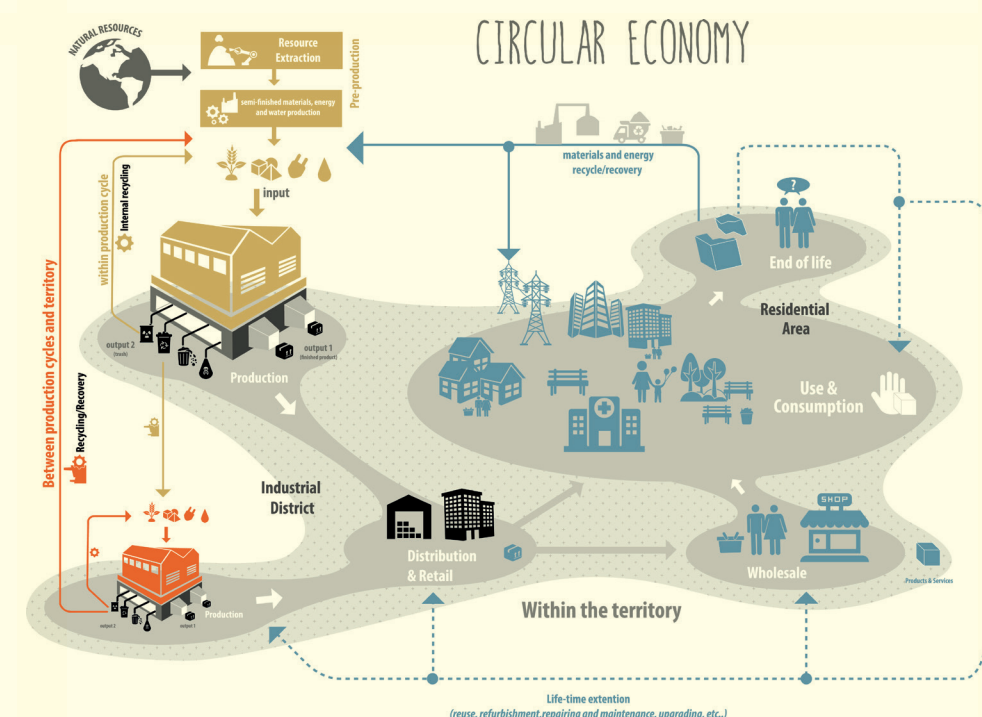 CIRCULAR ECONOMY
NATURAL RESOURCES
Resource
Extraction
semi-finished materials, energy
and water production
Pre-production
input
materials and energy
recycle/recovery
within production cycle
Internal recycling
Between production cycles and territory
Recycling/Recovery
output 2
(trash)
output 1
(finished product)
Production
?
End of life
Residential
Area
Use &
Consumption
Industrial
District
Distribution
& Retail
SHOP
Wholesale
Products & Services
output 2
output 1
Production
Within the territory
Life-time extention
(reuse, refurbishment,repairing and maintenance, upgrading, etc..)